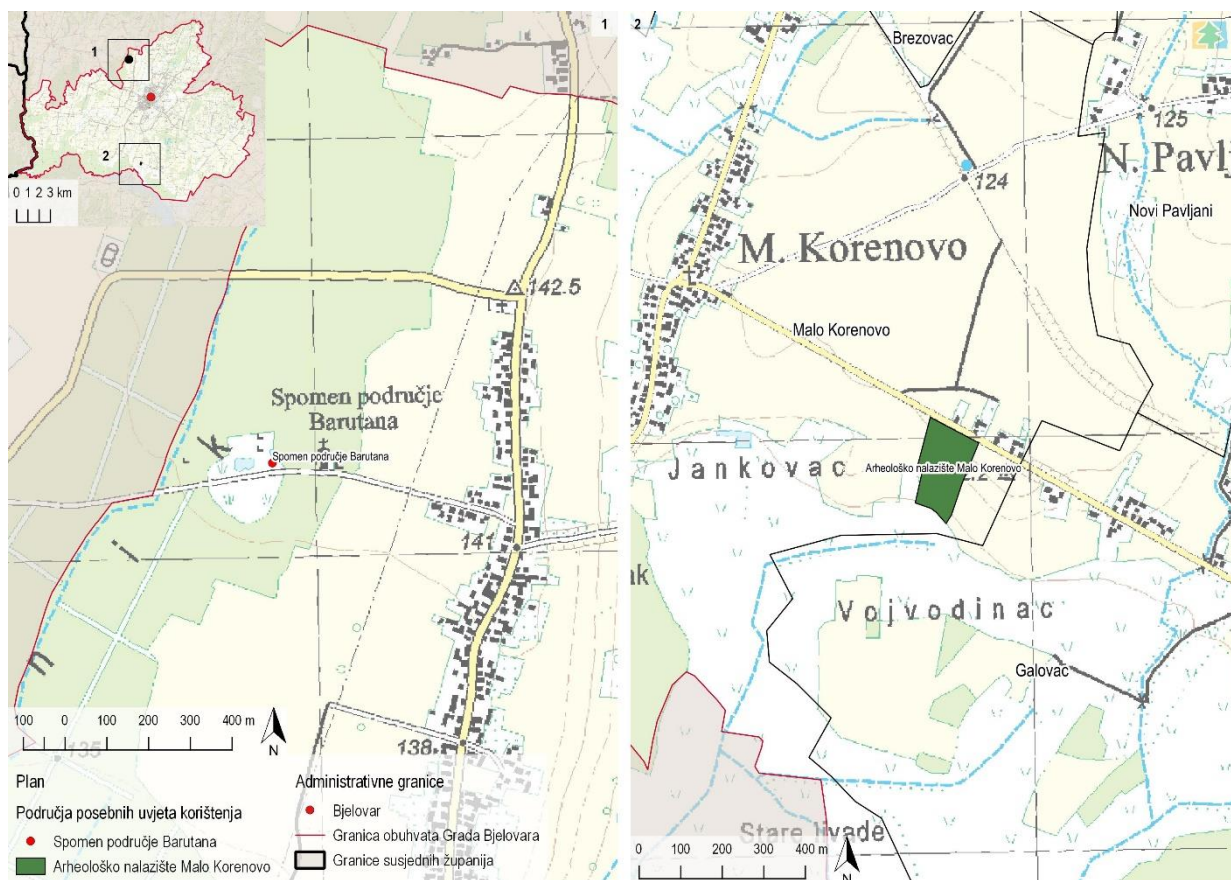 1
2
0 1 2 3 km
1
142.5
Spomen područje
Barutana
Spomen područje Barutana
k
i
n
141
138
135
100 0 100 200 300 400 m
N
Plan
Područja posebnih uvjeta korištenja
Spomen područje Barutana
Arheološko nalazište Malo Korenovo
Administrativne granice
Bjelovar
Granica obuhvata Grada Bjelovara
Granice susjednih županija
2
Brezovac
125
124
N. Pavlj
Novi Pavljani
M. Korenovo
Malo Korenovo
Jankovac
Arheološko nalazište Malo Korenovo
ak
Vojvodinac
Galovac
Stare livade
0 100 200 300 400 m
N